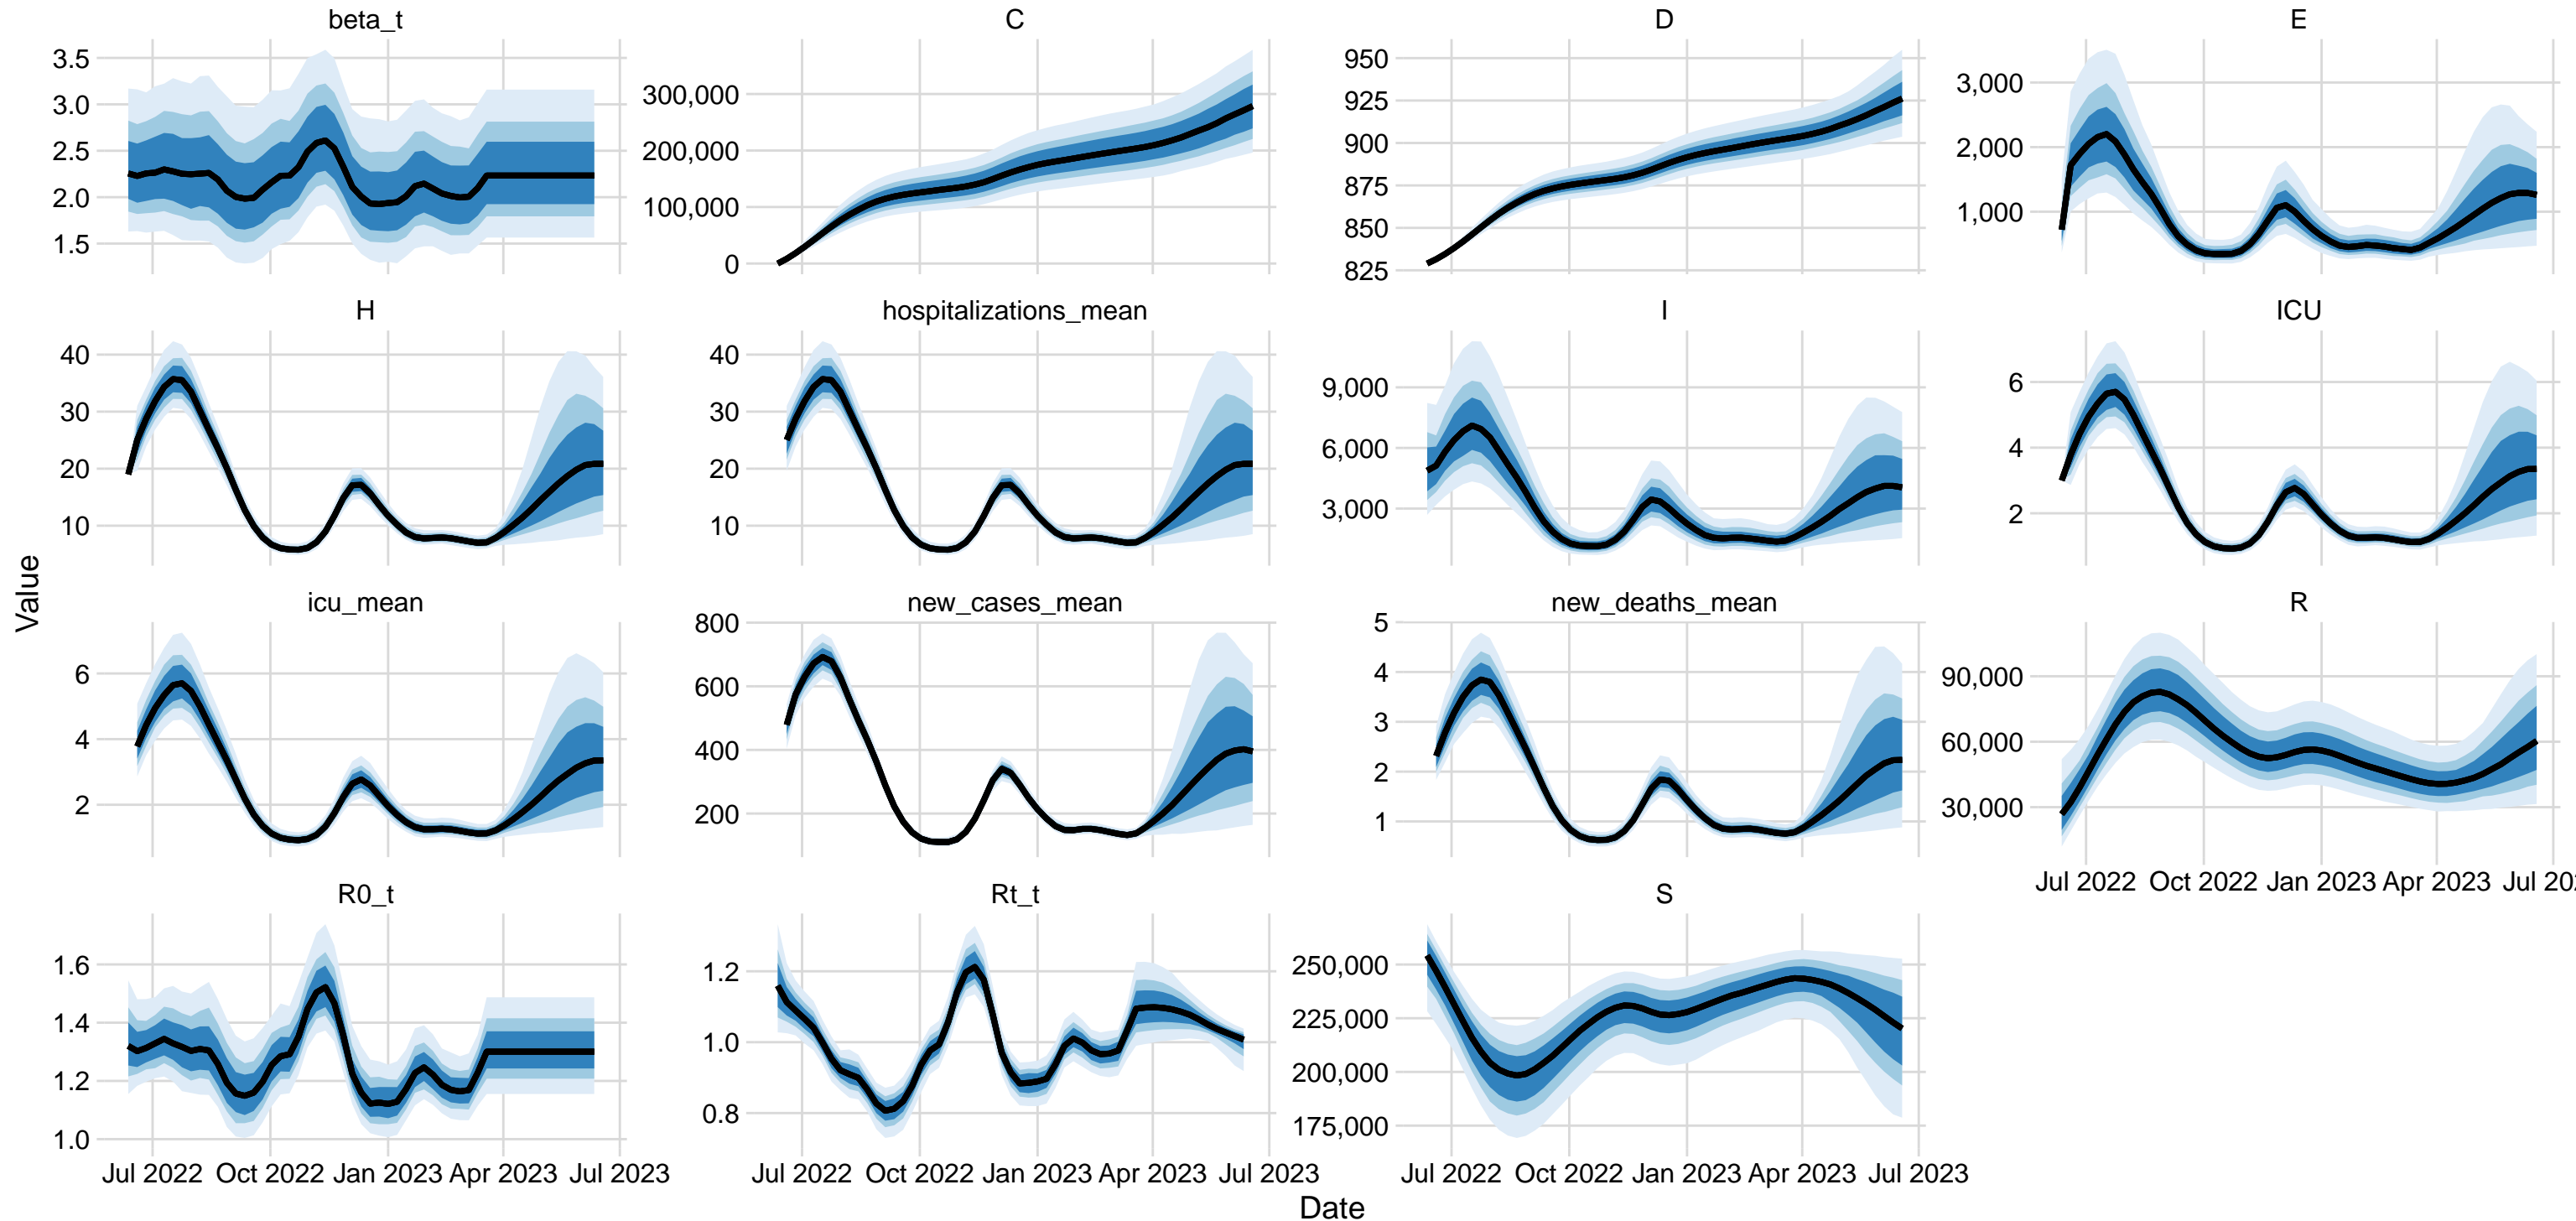 beta_t
C
D
E
3.5
3.0
2.5
2.0
1.5
300,000
200,000
100,000
0
950
925
900
875
850
825
3,000
2,000
1,000
H
hospitalizations_mean
I
ICU
40
30
20
10
40
30
20
10
9,000
6,000
3,000
6
4
2
Value
icu_mean
new_cases_mean
new_deaths_mean
R
6
4
2
800
600
400
200
5
4
3
2
1
90,000
60,000
30,000
Jul 2022 Oct 2022 Jan 2023 Apr 2023 Jul 202
R0_t
Rt_t
S
1.6
1.4
1.2
1.0
1.2
1.0
0.8
250,000
225,000
200,000
175,000
Jul 2022 Oct 2022 Jan 2023 Apr 2023 Jul 2023
Jul 2022 Oct 2022 Jan 2023 Apr 2023 Jul 2023
Jul 2022 Oct 2022 Jan 2023 Apr 2023 Jul 2023
Date